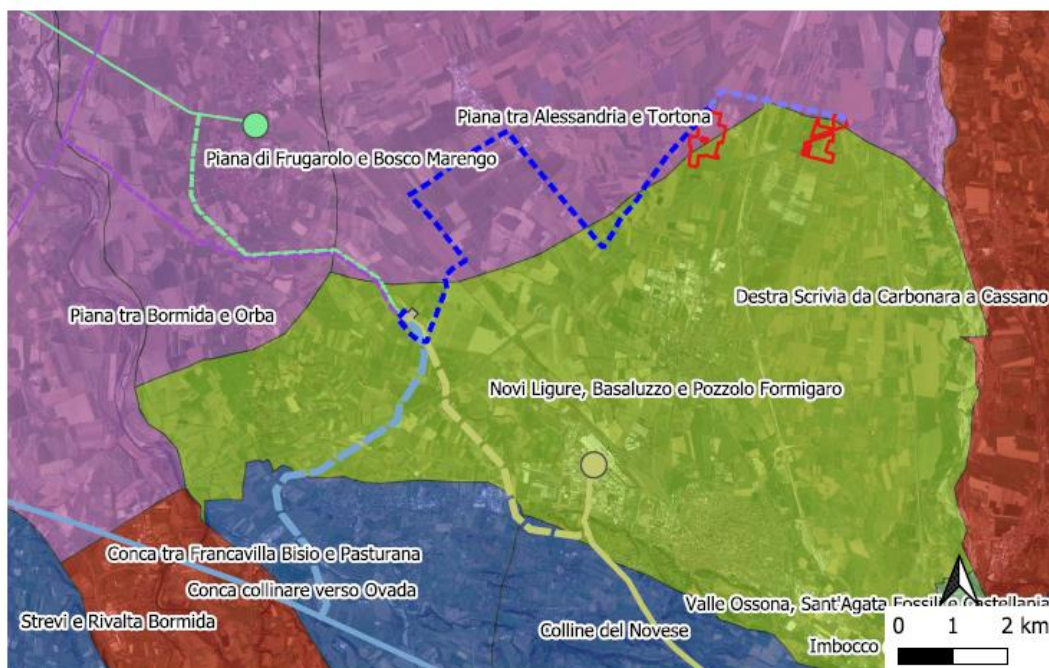 Piana tra Alessandria e Tortona
Piana di Frugarolo e Bosco Marengo
Destra Scrivia da Carbonara a Cassano
Piana tra Bormida e Orba
Novi Ligure, Basaluzzo e Pozzolo Formigaro
Conca tra Francavilla Bisio e Pasturana
Conca collinare verso Ovada
Valle Ossona, Sant'Agata Fossili e Castellania
Strevi e Rivalta Bormida
Colline del Novese
Imbocco
0 1 2 km